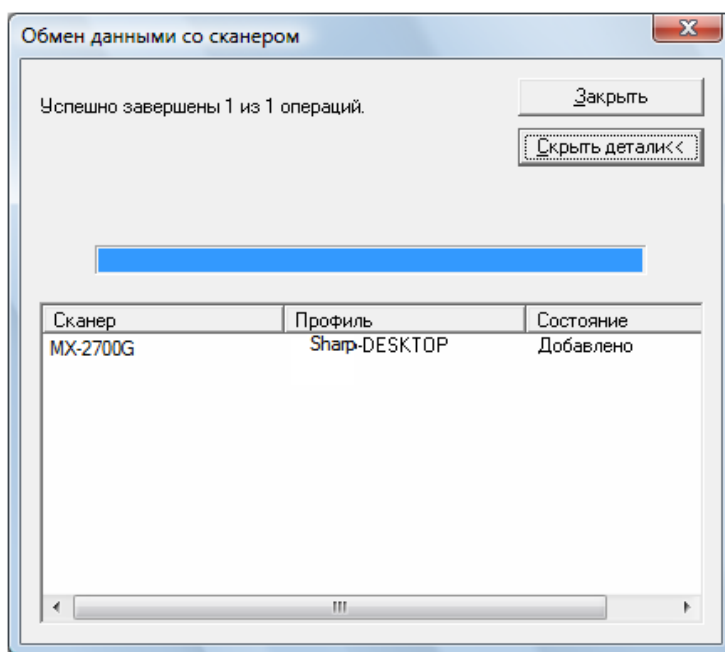 Обмен данными со сканером
Успешно завершены 1 из 1 операций.
Закрыть
Скрыть детали<<
Сканер Профиль Состояние
MX-2700G Sharp-DESKTOP Добавлено